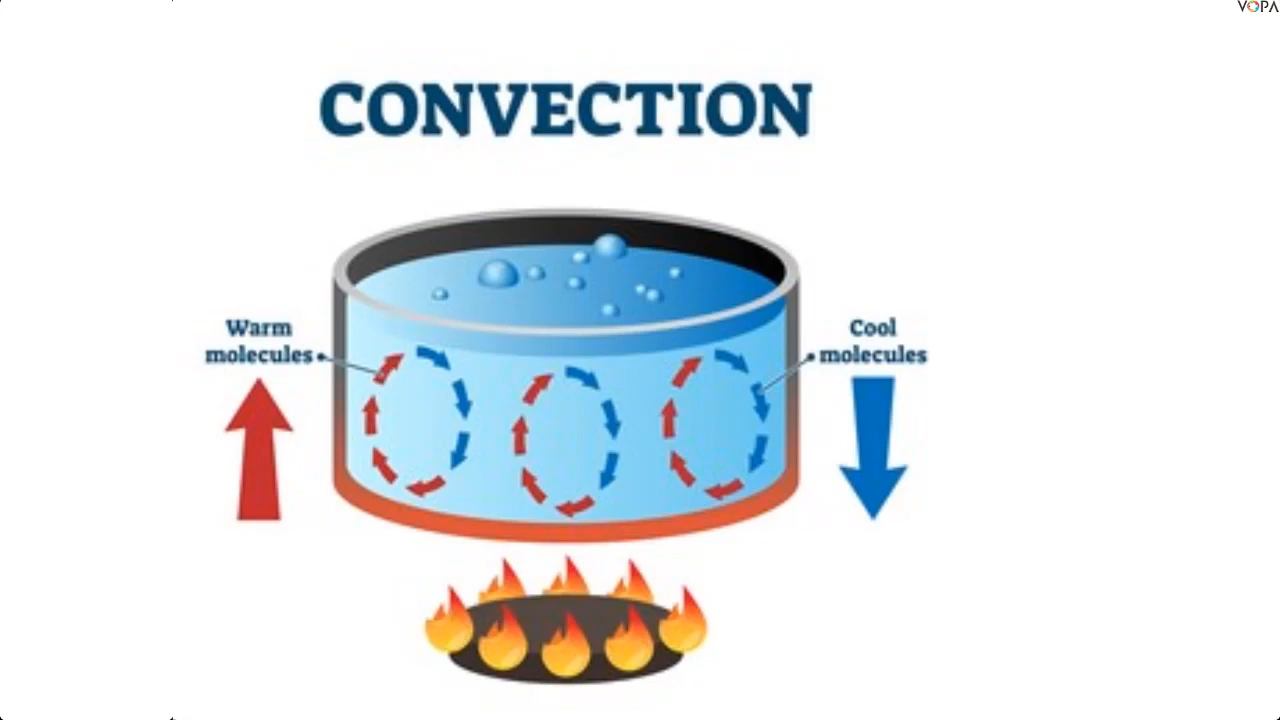 VOPA
CONVECTION
Warm
molecules
Cool
molecules